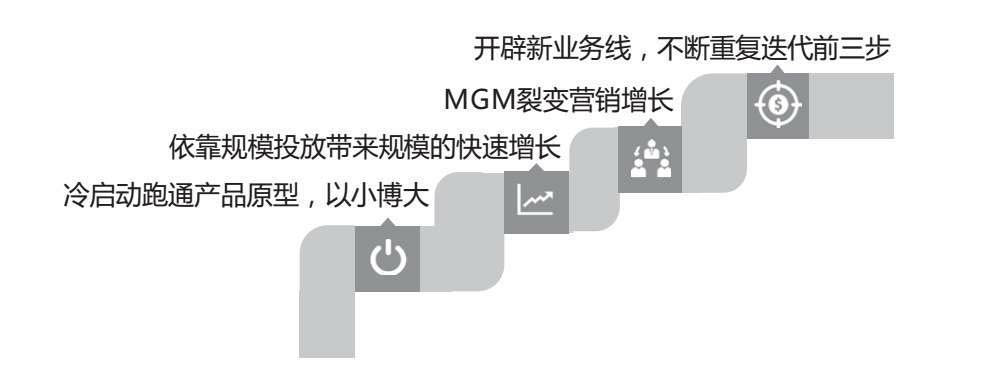 开辟新业务线，不断重复迭代前三步
MGM裂变营销增长
依靠规模投放带来规模的快速增长
冷启动跑通产品原型，以小博大